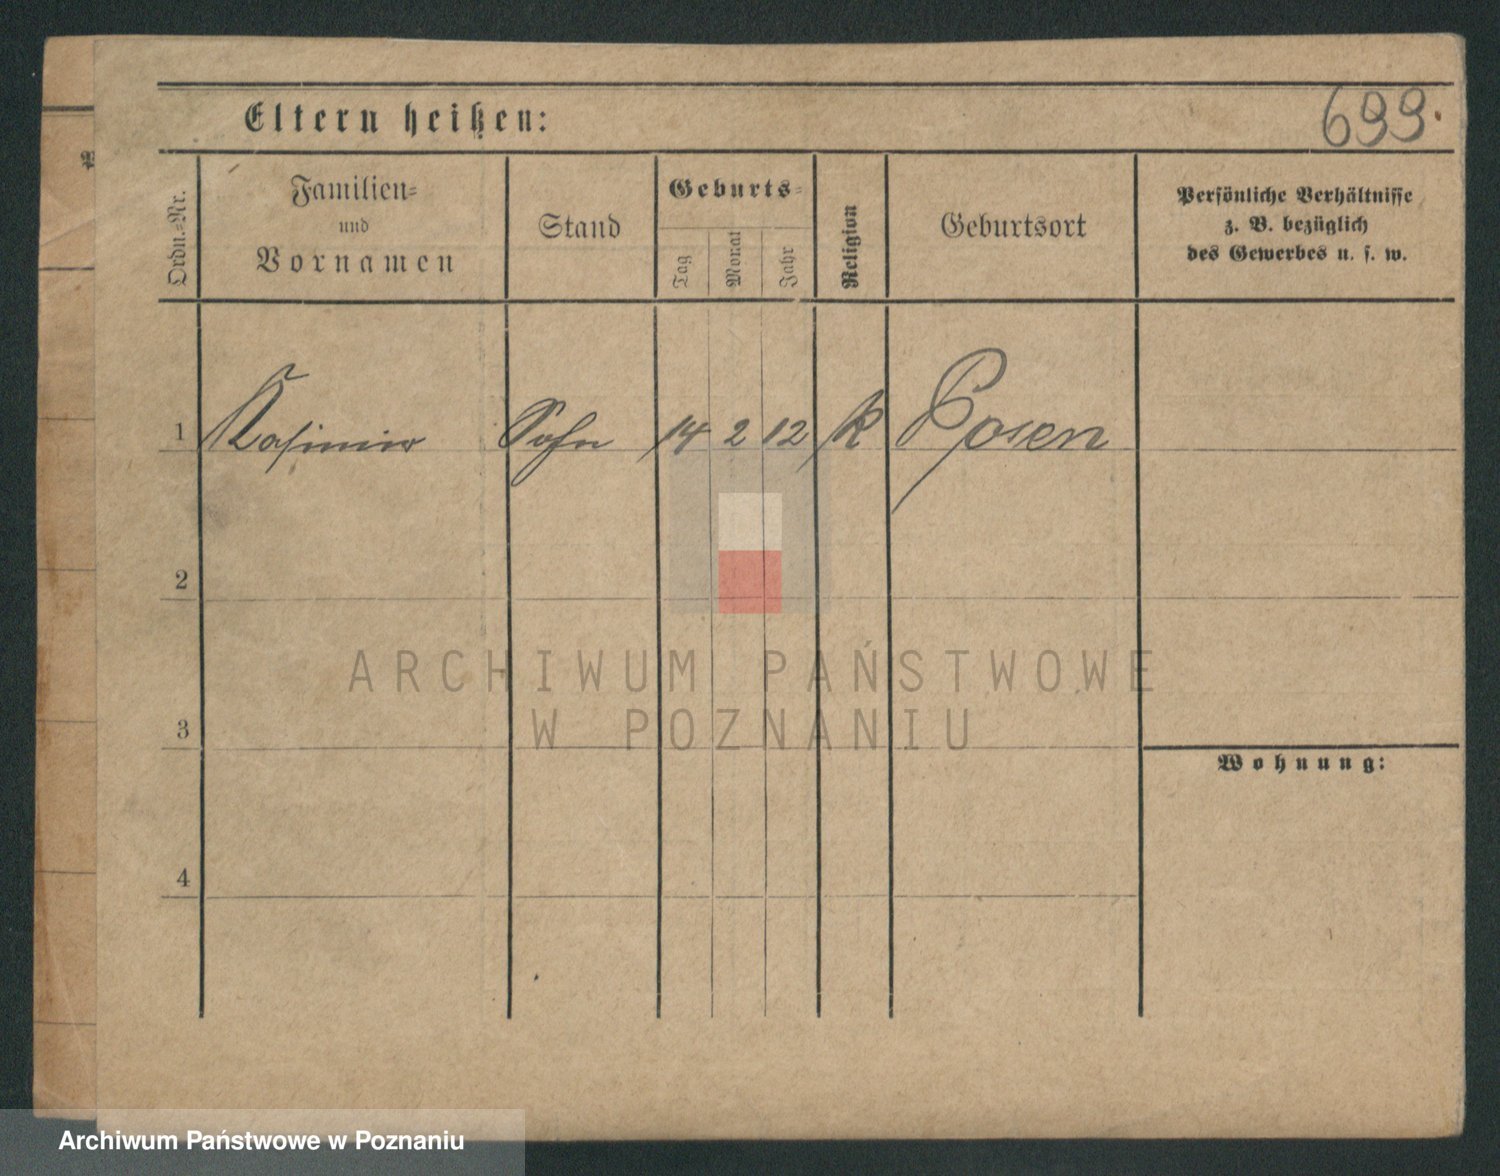 Eltern heißen:
699.
Ordn.-Nr.
Familien-
und
Vornamen
Stand
Geburts-
Tag
Monat
Jahr
Religion
Geburtsort
Persönliche Verhältnisse
z. B. bezüglich
des Gewerbes u. s. w.
1 Kasimir Sohn 14 2 12 k Posen
2
3
4
Wohnung:
ARCHIWUM PAŃSTWOWE
W POZNANIU
Archiwum Państwowe w Poznaniu